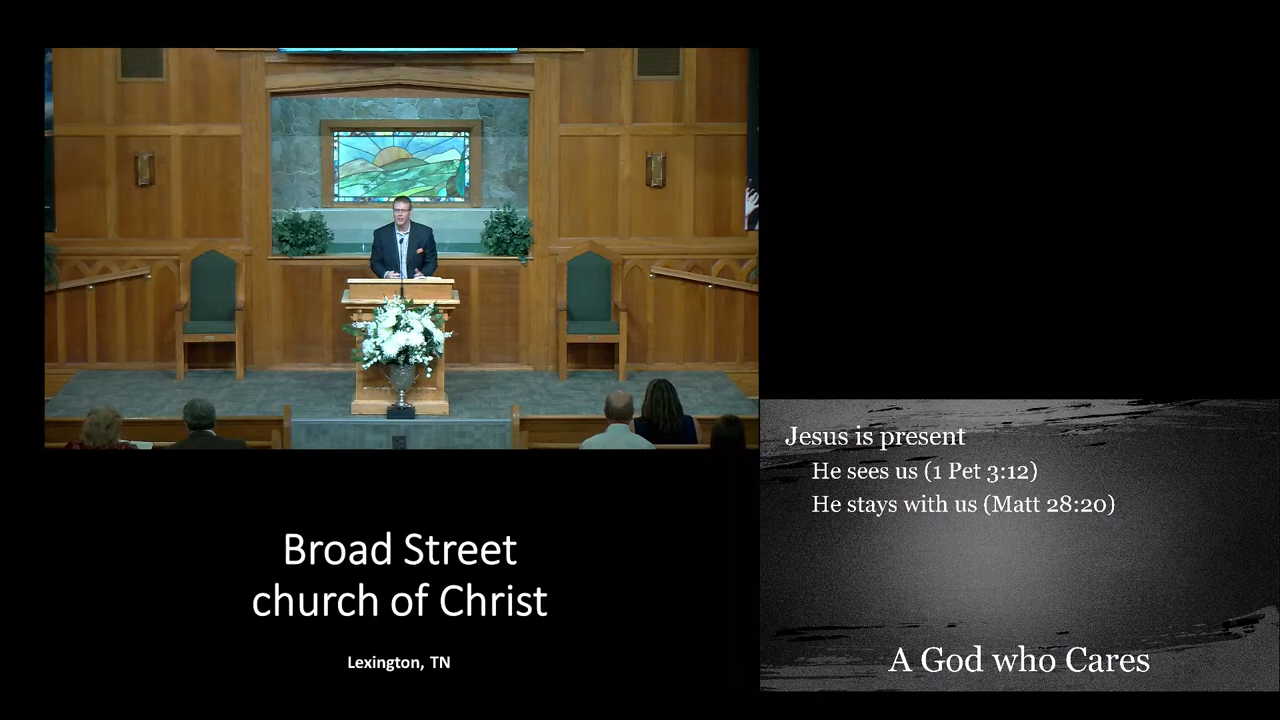 Jesus is present
He sees us (1 Pet 3:12)
He stays with us (Matt 28:20)
Broad Street
church of Christ
Lexington, TN
A God who Cares